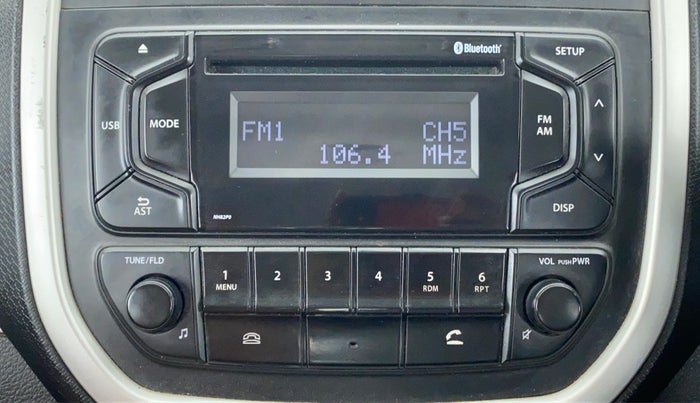 Bluetooth®
SETUP
USB
MODE
FM1 CH5
106.4 MHz
FM
AM
AST
NH82P0
DISP
TUNE/FLD
1
MENU
2
3
4
5
RDM
6
RPT
VOL PUSH PWR